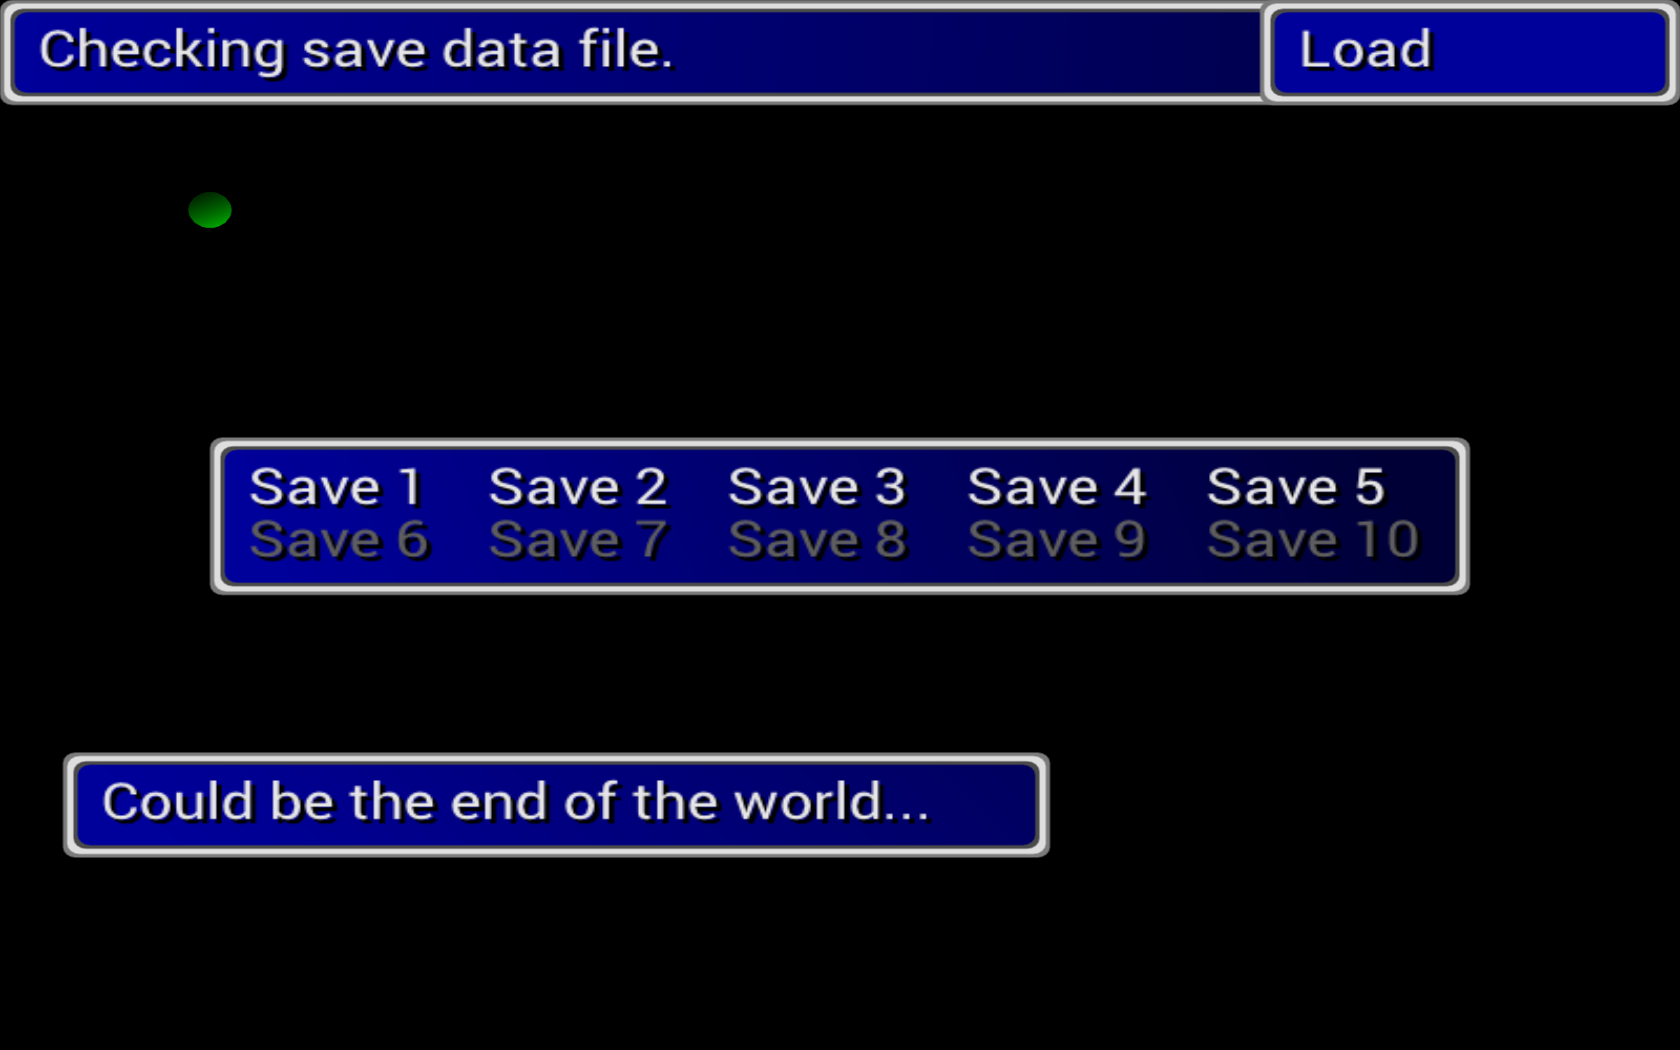 Checking save data file.
Load
Save 1 Save 2 Save 3 Save 4 Save 5
Save 6 Save 7 Save 8 Save 9 Save 10
Could be the end of the world...